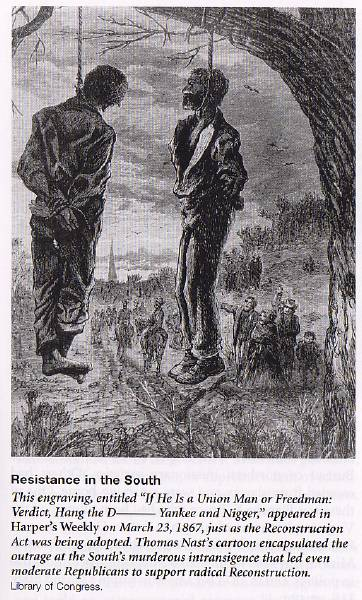 Resistance in the South
This engraving, entitled “If He Is a Union Man or Freedman:
Verdict, Hang the D—— Yankee and Nigger,” appeared in
Harper's Weekly on March 23, 1867, just as the Reconstruction
Act was being adopted. Thomas Nast's cartoon encapsulated the
outrage at the South's murderous intransigence that led even
moderate Republicans to support radical Reconstruction.
Library of Congress.